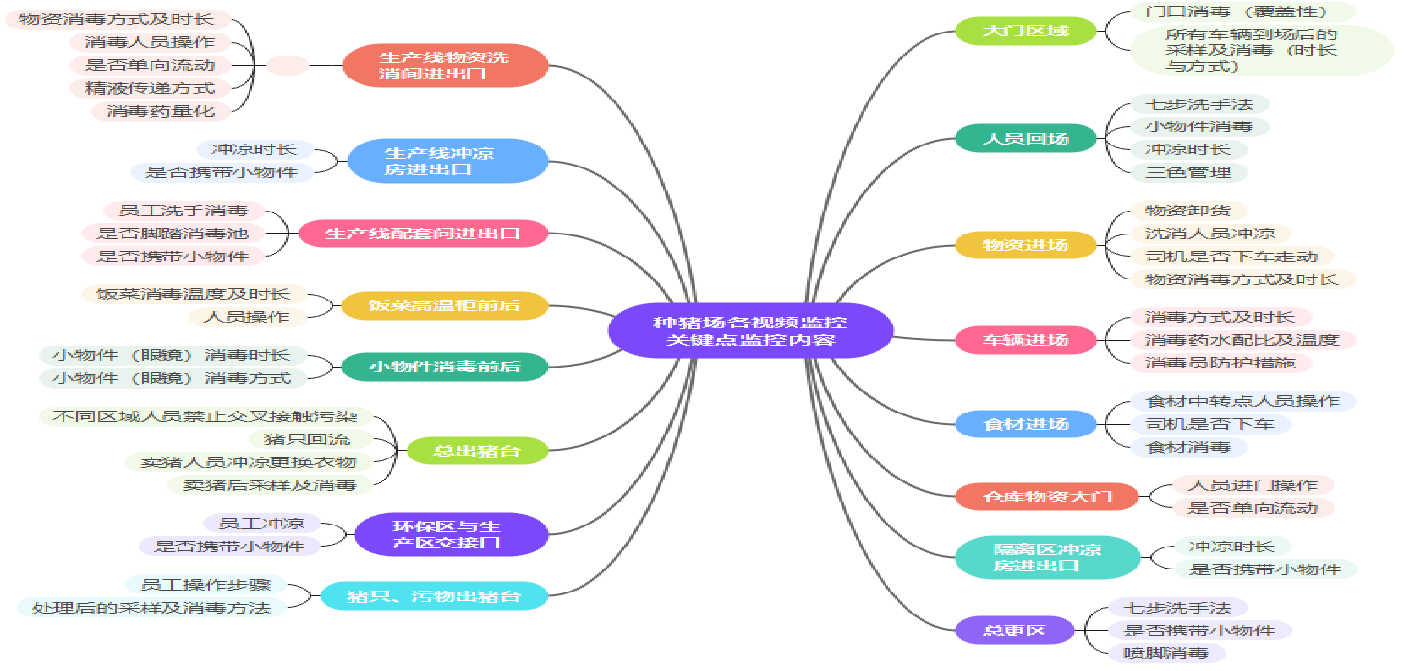 种猪场各视频监控
关键点监控内容
大门区域
门口消毒（覆盖性）
所有车辆到场后的
采样及消毒（时长
与方式）
人员回场
七步洗手法
小物件消毒
冲凉时长
三色管理
物资进场
物资卸货
洗消人员冲凉
司机是否下车走动
物资消毒方式及时长
车辆进场
消毒方式及时长
消毒药水配比及温度
消毒员防护措施
食材进场
食材中转点人员操作
司机是否下车
食材消毒
仓库物资大门
人员进门操作
是否单向流动
隔离区冲凉
房进出口
冲凉时长
是否携带小物件
总更区
七步洗手法
是否携带小物件
喷脚消毒
生产线物资洗
消间进出口
物资消毒方式及时长
消毒人员操作
是否单向流动
精液传递方式
消毒药量化
生产线冲凉
房进出口
冲凉时长
是否携带小物件
生产线配套间进出口
员工洗手消毒
是否脚踏消毒池
是否携带小物件
饭菜高温柜前后
饭菜消毒温度及时长
人员操作
小物件消毒前后
小物件（眼镜）消毒时长
小物件（眼镜）消毒方式
总出猪台
不同区域人员禁止交叉接触污染
猪只回流
卖猪人员冲凉更换衣物
卖猪后采样及消毒
环保区与生
产区交接门
员工冲凉
是否携带小物件
猪只、污物出猪台
员工操作步骤
处理后的采样及消毒方法